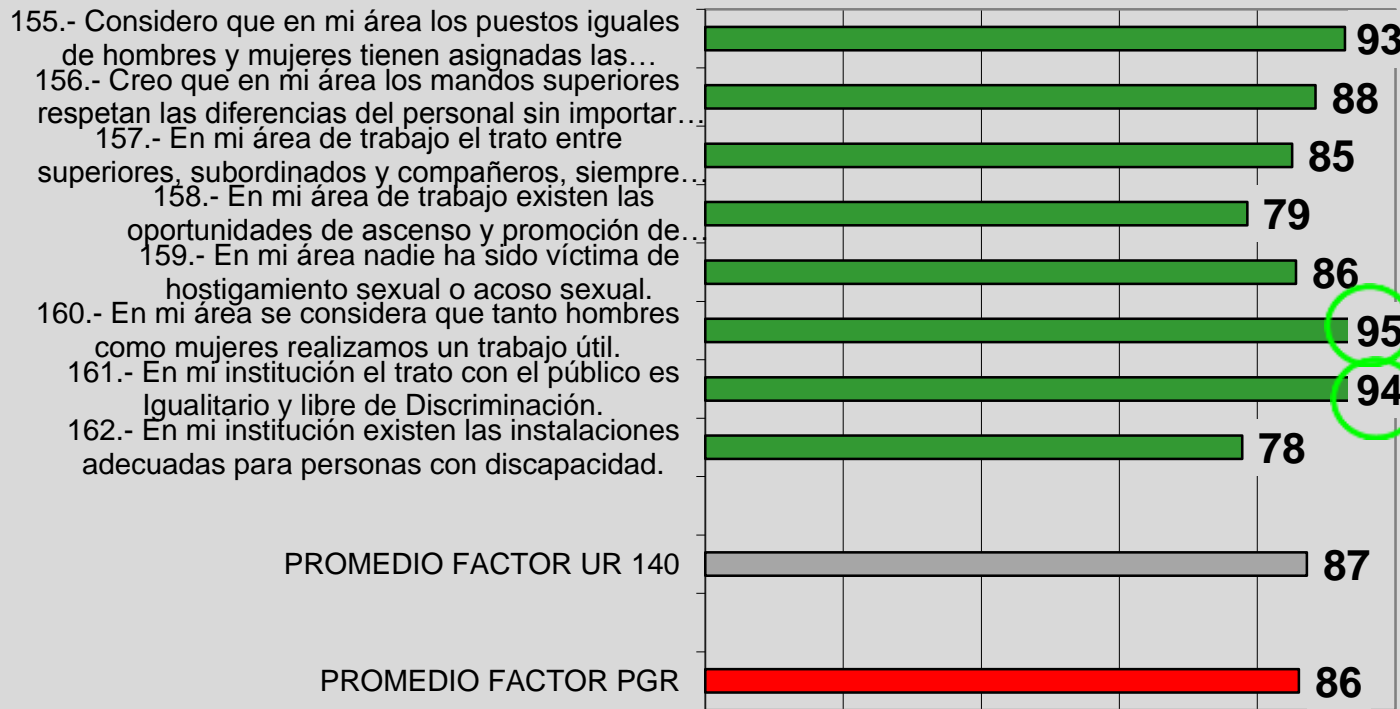 155.- Considero que en mi área los puestos iguales
de hombres y mujeres tienen asignadas las…
93
156.- Creo que en mi área los mandos superiores
respetan las diferencias del personal sin importar…
88
157.- En mi área de trabajo el trato entre
superiores, subordinados y compañeros, siempre…
85
158.- En mi área de trabajo existen las
oportunidades de ascenso y promoción de…
79
159.- En mi área nadie ha sido víctima de
hostigamiento sexual o acoso sexual.
86
160.- En mi área se considera que tanto hombres
como mujeres realizamos un trabajo útil.
95
161.- En mi institución el trato con el público es
Igualitario y libre de Discriminación.
94
162.- En mi institución existen las instalaciones
adecuadas para personas con discapacidad.
78
PROMEDIO FACTOR UR 140
87
PROMEDIO FACTOR PGR
86